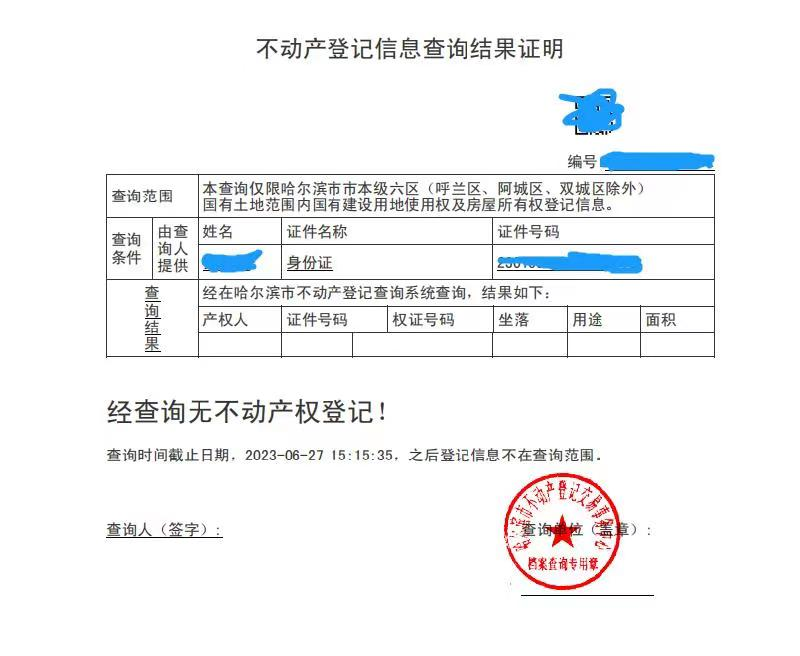 不动产登记信息查询结果证明
编号
查询范围
本查询仅限哈尔滨市市本级六区（呼兰区、阿城区、双城区除外）
国有土地范围内国有建设用地使用权及房屋所有权登记信息。
查询条件
由查询人提供
姓名
证件名称
证件号码
身份证
查询结果
经在哈尔滨市不动产登记查询系统查询，结果如下：
产权人
证件号码
权证号码
坐落
用途
面积
经查询无不动产权登记！
查询时间截止日期，2023-06-27 15:15:35，之后登记信息不在查询范围。
查询人（签字）：
查询单位（盖章）：
档案查询专用章